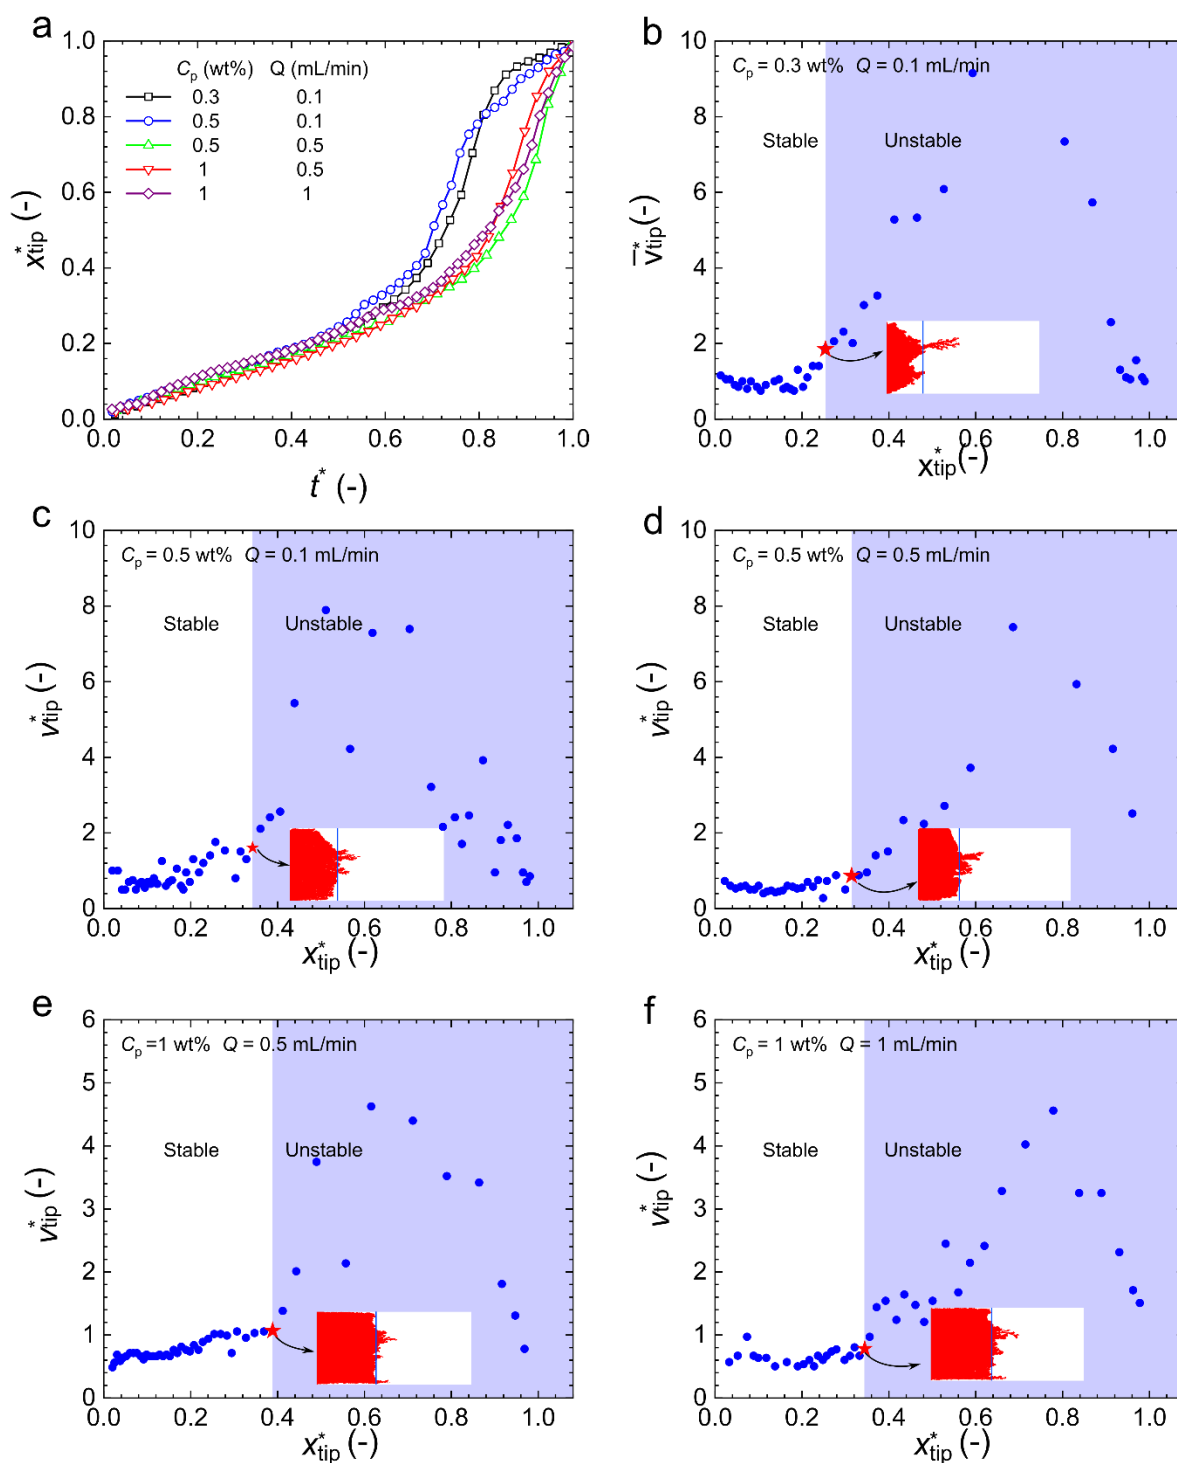 a
1.0
0.8
0.6
0.4
0.2
0.0
x*tip (-)
Cp (wt%) Q (mL/min)
0.3 0.1
0.5 0.1
0.5 0.5
1 0.5
1 1
0.0 0.2 0.4 0.6 0.8 1.0
t* (-)
b
10
8
6
4
2
0
v̄*tip(-)
Cp = 0.3 wt% Q = 0.1 mL/min
Stable Unstable
0.0 0.2 0.4 0.6 0.8 1.0
x*tip(-)
c
10
8
6
4
2
0
v*tip (-)
Cp = 0.5 wt% Q = 0.1 mL/min
Stable Unstable
0.0 0.2 0.4 0.6 0.8 1.0
x*tip (-)
d
10
8
6
4
2
0
v*tip (-)
Cp = 0.5 wt% Q = 0.5 mL/min
Stable Unstable
0.0 0.2 0.4 0.6 0.8 1.0
x*tip (-)
e
6
5
4
3
2
1
0
v*tip (-)
Cp =1 wt% Q = 0.5 mL/min
Stable Unstable
0.0 0.2 0.4 0.6 0.8 1.0
x*tip (-)
f
6
5
4
3
2
1
0
v*tip (-)
Cp = 1 wt% Q = 1 mL/min
Stable Unstable
0.0 0.2 0.4 0.6 0.8 1.0
x*tip (-)